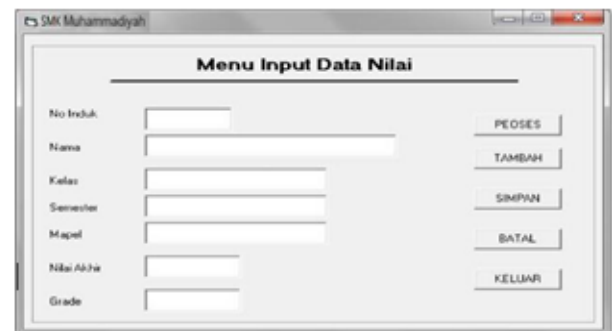 SMK Muhammadiyah
Menu Input Data Nilai
No Induk
Nama
Kelas
Semester
Mapel
Nilai Akhir
Grade
PEOSES
TAMBAH
SIMPAN
BATAL
KELUAR